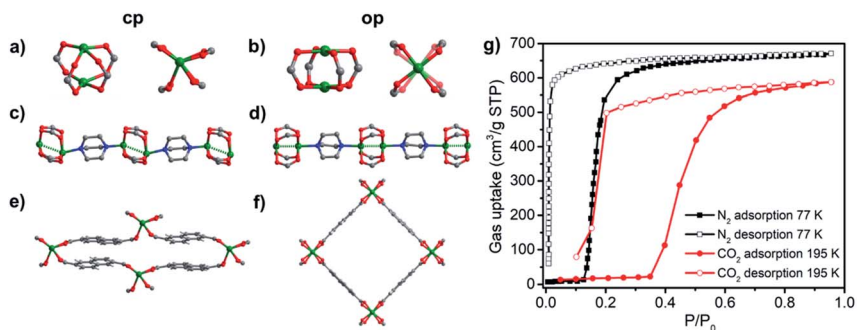 cp
op
a)
b)
c)
d)
e)
f)
g)
Gas uptake (cm³/g STP)
700
600
500
400
300
200
100
0
N₂ adsorption 77 K
N₂ desorption 77 K
CO₂ adsorption 195 K
CO₂ desorption 195 K
0.0
0.2
0.4
0.6
0.8
1.0
P/P₀